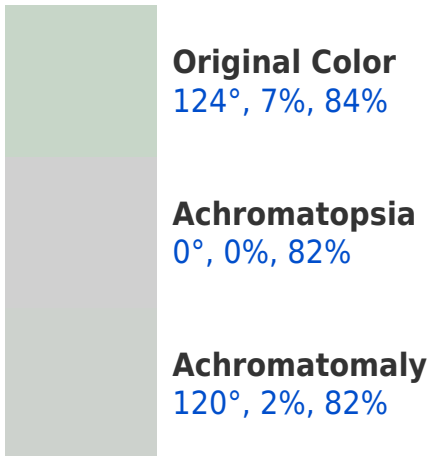 Original Color
124°, 7%, 84%
Achromatopsia
0°, 0%, 82%
Achromatomaly
120°, 2%, 82%